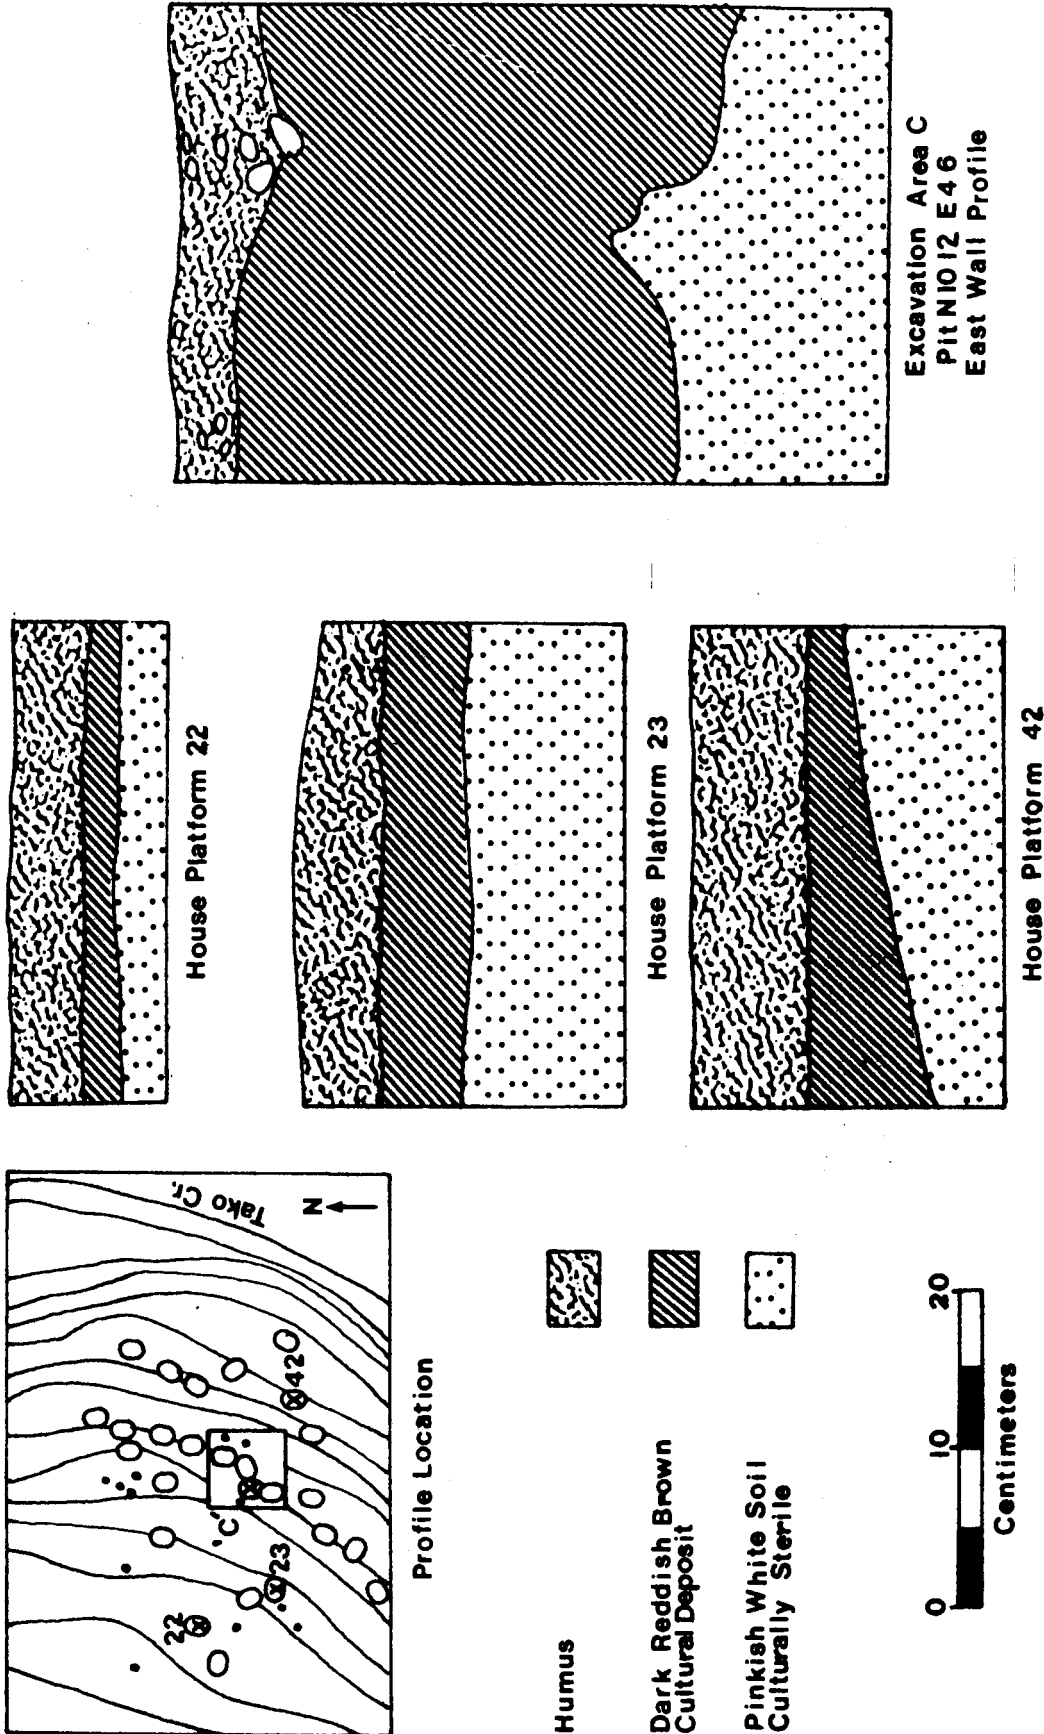 Tako Cr.
N
22
23
42
'C'
Profile Location
Humus
Dark Reddish Brown
Cultural Deposit
Pinkish White Soil
Culturally Sterile
0 10 20
Centimeters
House Platform 22
House Platform 23
House Platform 42
Excavation Area C
Pit N1012 E46
East Wall Profile